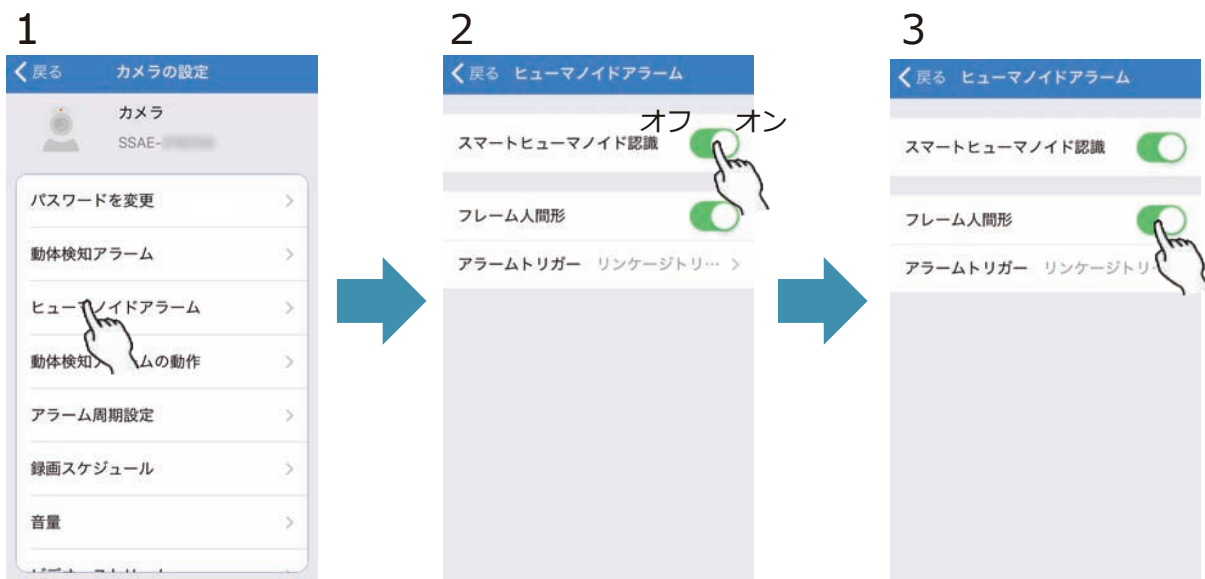 1
戻る カメラの設定
カメラ
SSAE-
パスワードを変更
動体検知アラーム
ヒューマノイドアラーム
動体検知 ムの動作
アラーム周期設定
録画スケジュール
音量
2
戻る ヒューマノイドアラーム
オフ オン
スマートヒューマノイド認識
フレーム人間形
アラームトリガー リンケージトリ…
3
戻る ヒューマノイドアラーム
スマートヒューマノイド認識
フレーム人間形
アラームトリガー リンケージトリ